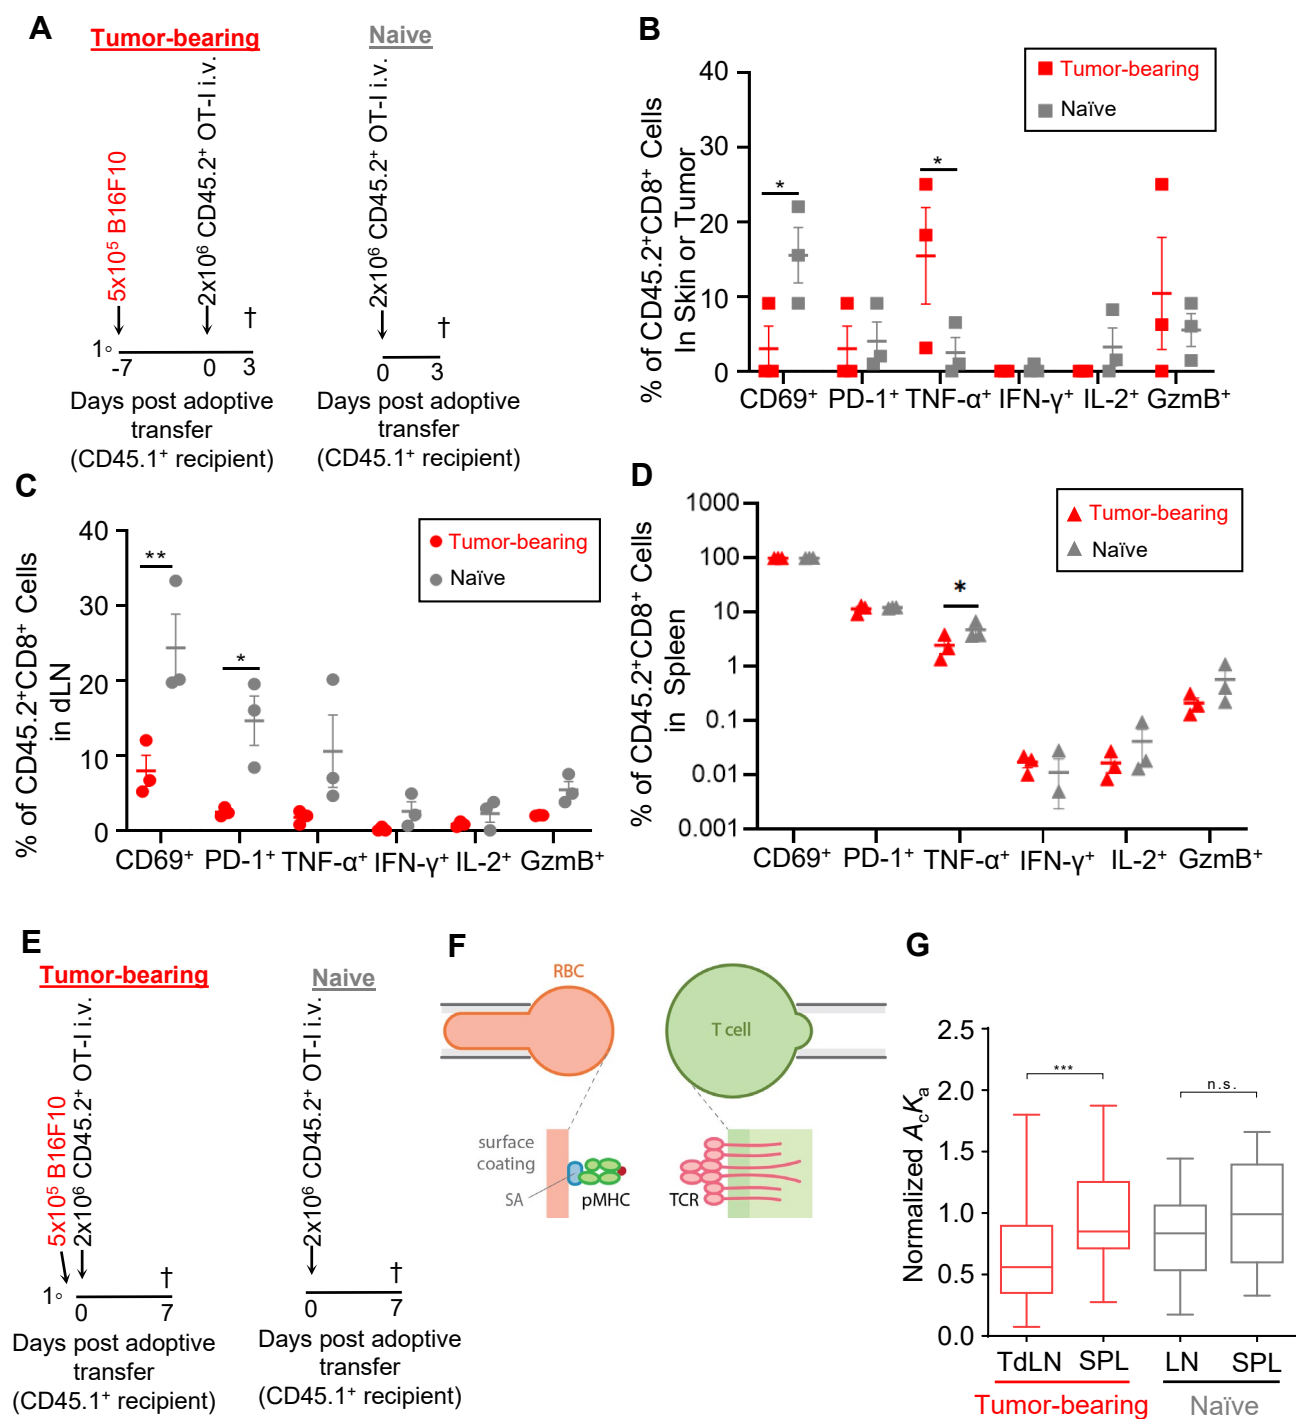 A
Tumor-bearing
Naive
5x10⁵ B16F10
2x10⁶ CD45.2⁺ OT-I i.v.
2x10⁶ CD45.2⁺ OT-I i.v.
†
†
1°
-7
0
3
0
3
Days post adoptive
transfer
(CD45.1⁺ recipient)
Days post adoptive
transfer
(CD45.1⁺ recipient)
B
% of CD45.2⁺CD8⁺ Cells
In Skin or Tumor
40
30
20
10
0
Tumor-bearing
Naïve
*
*
CD69⁺
PD-1⁺
TNF-α⁺
IFN-γ⁺
IL-2⁺
GzmB⁺
C
% of CD45.2⁺CD8⁺ Cells
in dLN
40
30
20
10
0
Tumor-bearing
Naïve
**
*
CD69⁺
PD-1⁺
TNF-α⁺
IFN-γ⁺
IL-2⁺
GzmB⁺
D
% of CD45.2⁺CD8⁺ Cells
in Spleen
1000
100
10
1
0.1
0.01
0.001
Tumor-bearing
Naïve
*
CD69⁺
PD-1⁺
TNF-α⁺
IFN-γ⁺
IL-2⁺
GzmB⁺
E
Tumor-bearing
Naive
5x10⁵ B16F10
2x10⁶ CD45.2⁺ OT-I i.v.
2x10⁶ CD45.2⁺ OT-I i.v.
†
†
1°
0
7
0
7
Days post adoptive
transfer
(CD45.1⁺ recipient)
Days post adoptive
transfer
(CD45.1⁺ recipient)
F
RBC
T cell
surface
coating
SA
pMHC
TCR
G
Normalized AcKa
2.5
2.0
1.5
1.0
0.5
0.0
***
n.s.
TdLN
SPL
LN
SPL
Tumor-bearing
Naïve